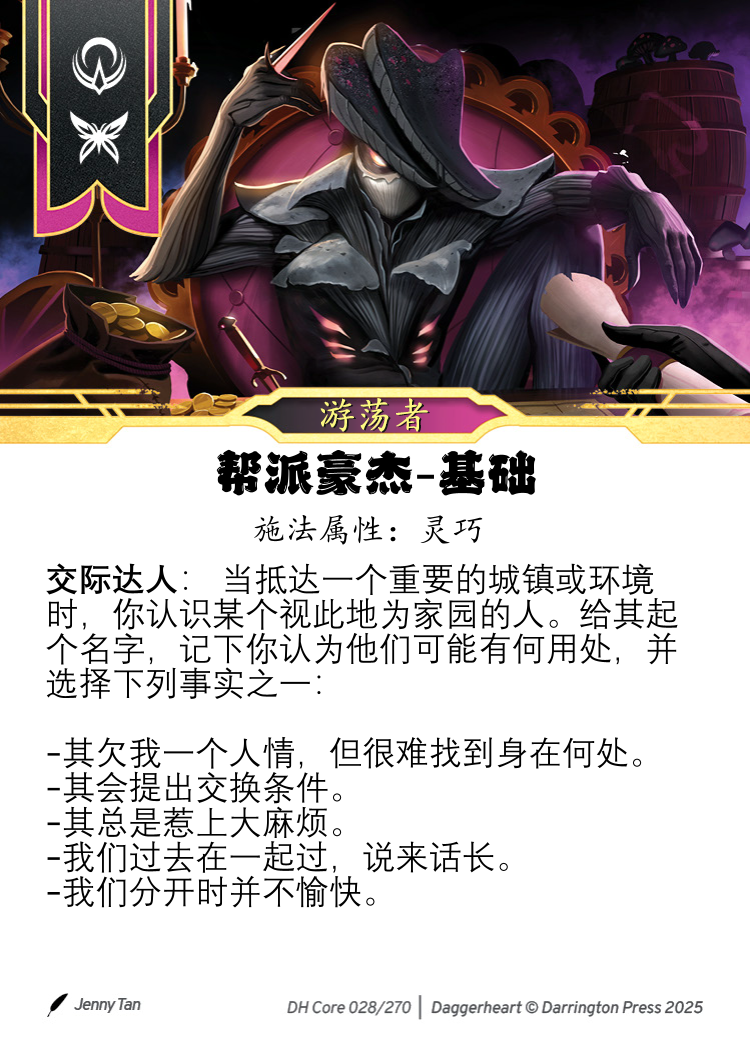 游荡者
帮派豪杰-基础
施法属性：灵巧
交际达人： 当抵达一个重要的城镇或环境
时，你认识某个视此地为家园的人。给其起
个名字，记下你认为他们可能有何用处，并
选择下列事实之一：
-其欠我一个人情，但很难找到身在何处。
-其会提出交换条件。
-其总是惹上大麻烦。
-我们过去在一起过，说来话长。
-我们分开时并不愉快。
Jenny Tan
DH Core 028/270 | Daggerheart © Darrington Press 2025